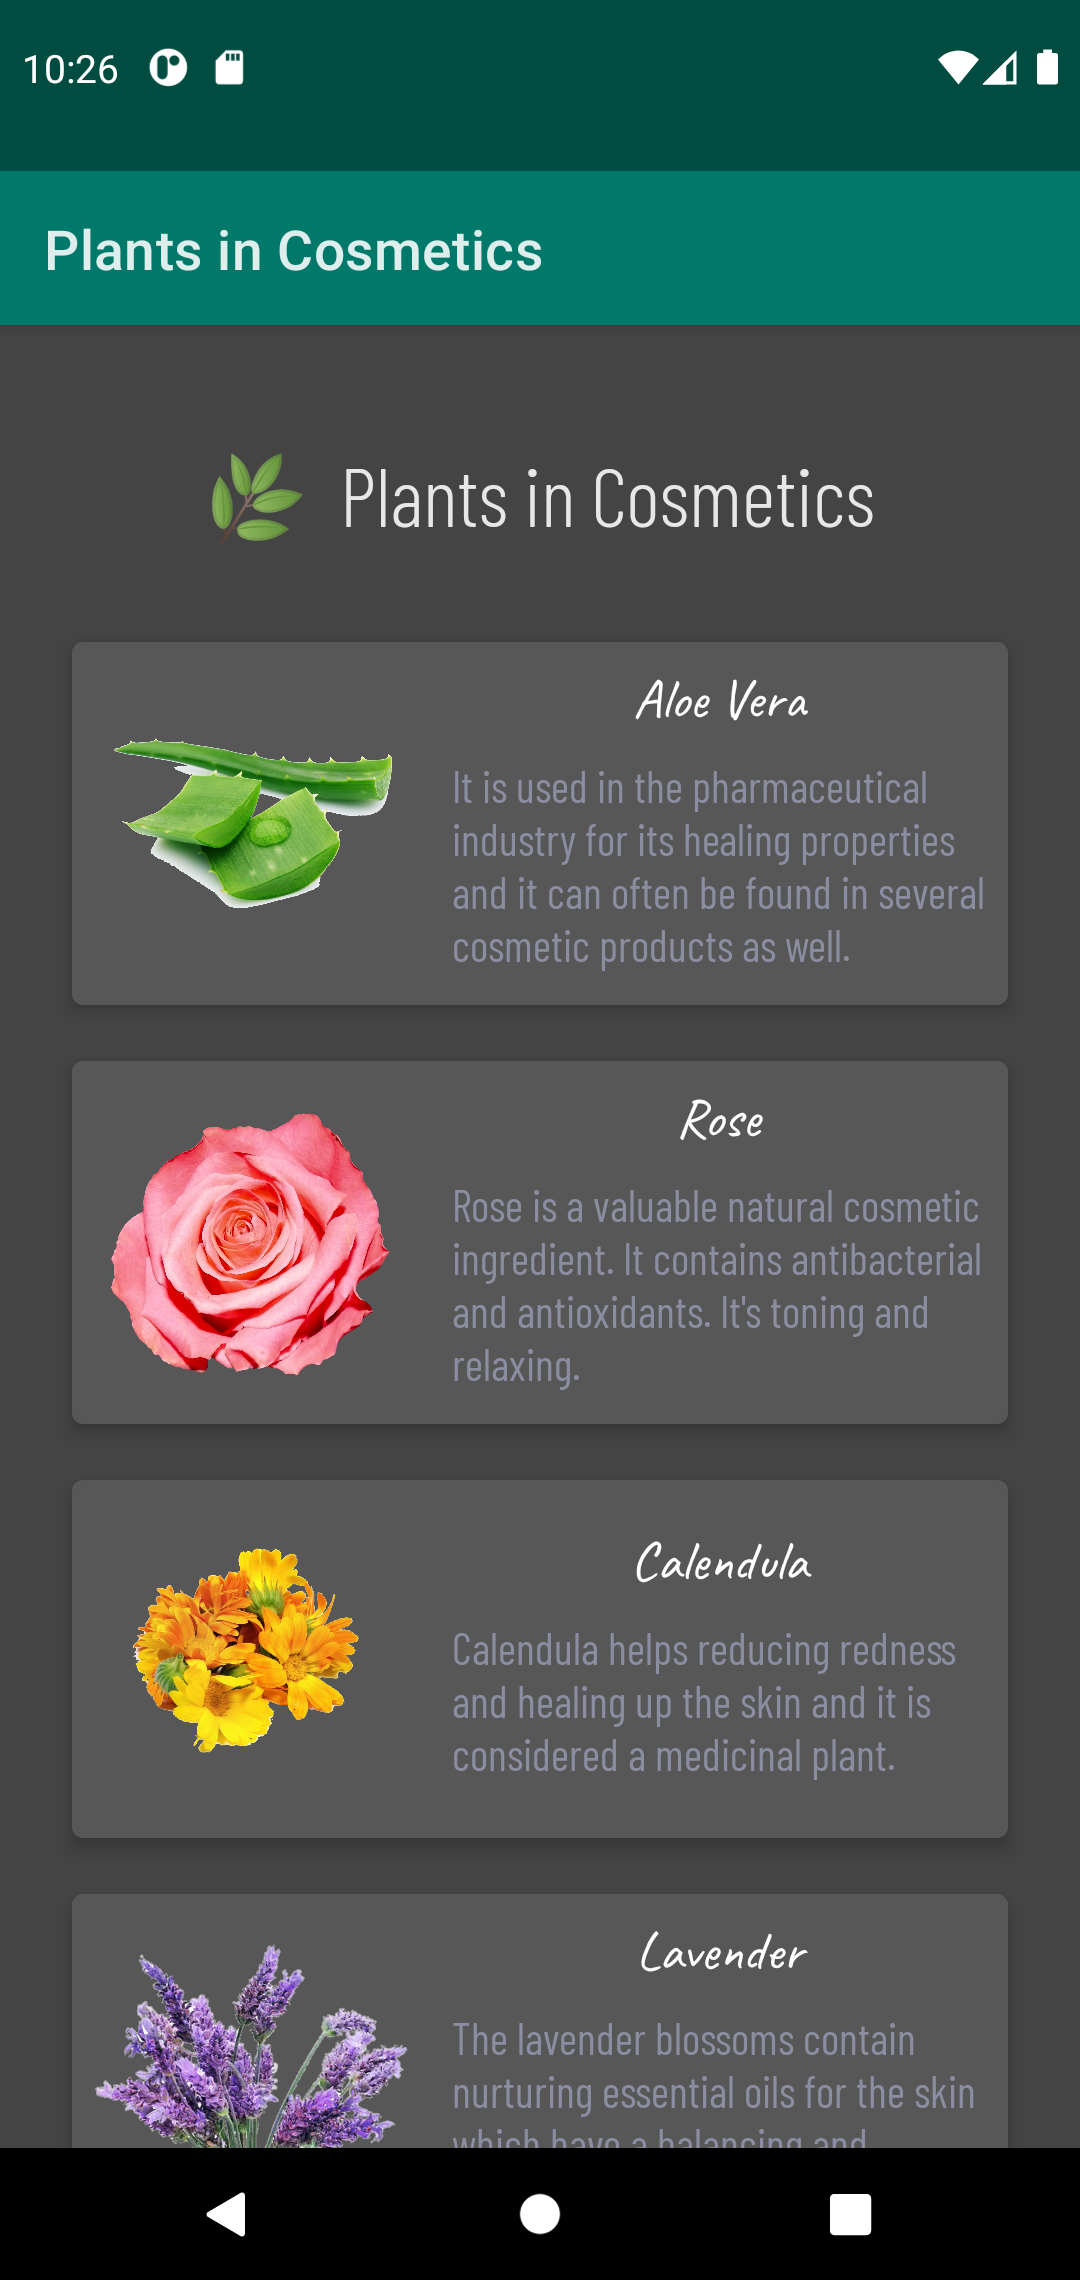 10:26
Plants in Cosmetics
Plants in Cosmetics
Aloe Vera
It is used in the pharmaceutical
industry for its healing properties
and it can often be found in several
cosmetic products as well.
Rose
Rose is a valuable natural cosmetic
ingredient. It contains antibacterial
and antioxidants. It's toning and
relaxing.
Calendula
Calendula helps reducing redness
and healing up the skin and it is
considered a medicinal plant.
Lavender
The lavender blossoms contain
nurturing essential oils for the skin
which have a balancing and